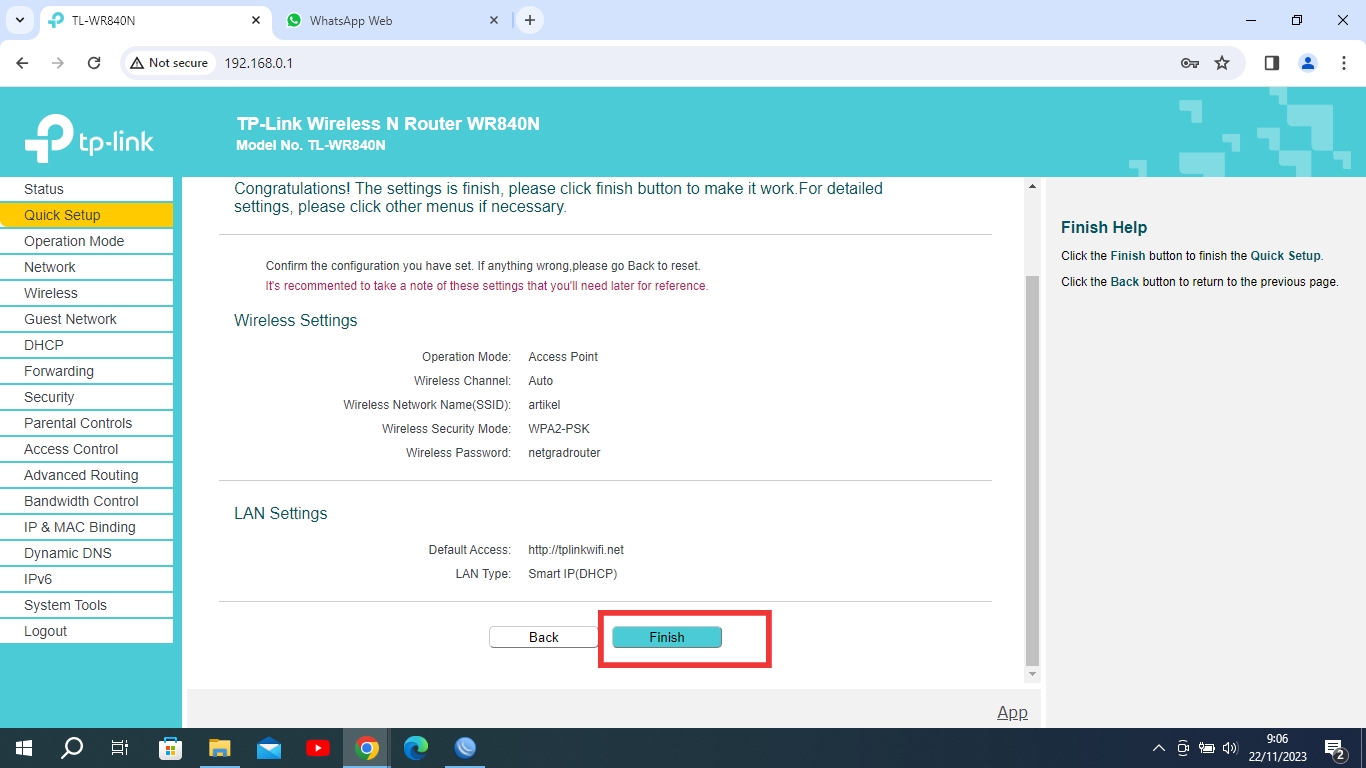 TL-WR840N
WhatsApp Web
Not secure
192.168.0.1
tp-link
TP-Link Wireless N Router WR840N
Model No. TL-WR840N
Status
Quick Setup
Operation Mode
Network
Wireless
Guest Network
DHCP
Forwarding
Security
Parental Controls
Access Control
Advanced Routing
Bandwidth Control
IP & MAC Binding
Dynamic DNS
IPv6
System Tools
Logout
Congratulations! The settings is finish, please click finish button to make it work.For detailed
settings, please click other menus if necessary.
Confirm the configuration you have set. If anything wrong,please go Back to reset.
It's recommented to take a note of these settings that you'll need later for reference.
Wireless Settings
Operation Mode: Access Point
Wireless Channel: Auto
Wireless Network Name(SSID): artikel
Wireless Security Mode: WPA2-PSK
Wireless Password: netgradrouter
LAN Settings
Default Access: http://tplinkwifi.net
LAN Type: Smart IP(DHCP)
Back
Finish
App
Finish Help
Click the Finish button to finish the Quick Setup.
Click the Back button to return to the previous page.
9:06
22/11/2023
2